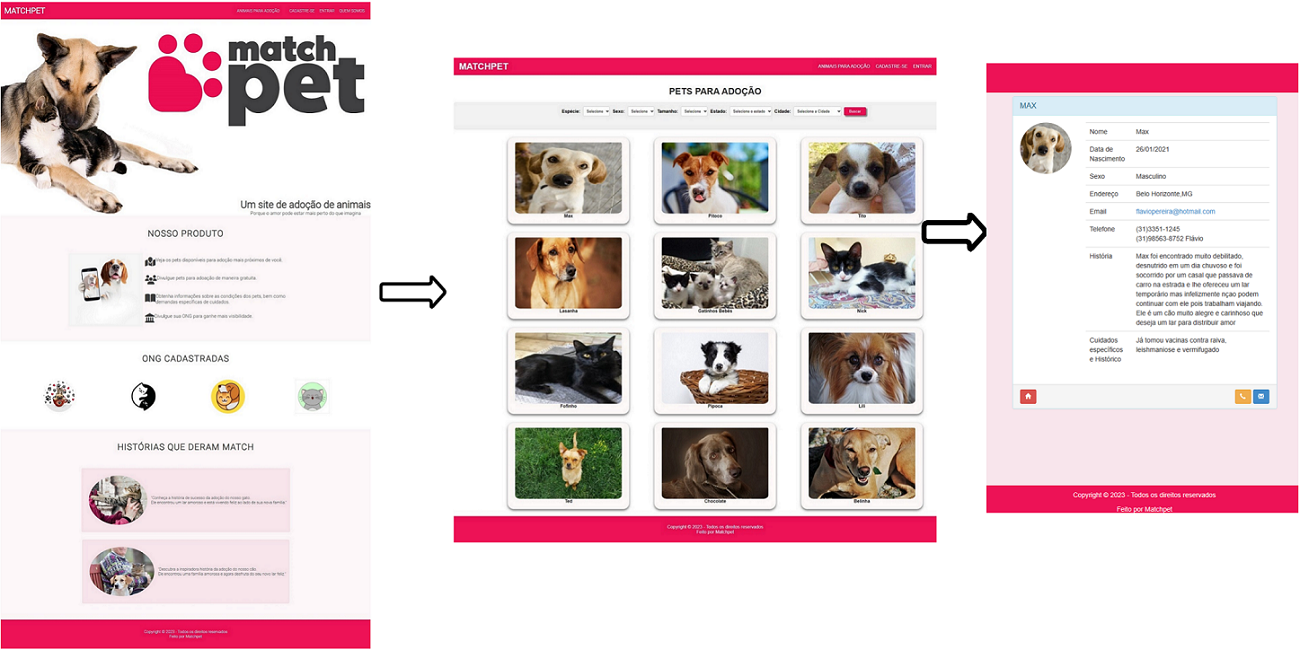 MATCHPET
ANIMAIS PARA ADOÇÃO CADASTRE-SE ENTRAR QUEM SOMOS
match
pet
Um site de adoção de animais
Porque o amor pode estar mais perto do que imagina
NOSSO PRODUTO
Veja os pets disponíveis para adoção mais próximos de você.
Divulgue pets para adoação de maneira gratuita.
Obtenha informações sobre as condições dos pets, bem como
demandas específicas de cuidados.
Divulgue sua ONG para ganhe mais visibilidade.
ONG CADASTRADAS
HISTÓRIAS QUE DERAM MATCH
"Conheça a história de sucesso da adoção do nosso gato.
"Descubra a inspiradora história da adoção do nosso cão.
Copyright © 2023 - Todos os direitos reservados
Feito por Matchpet
MATCHPET
ANIMAIS PARA ADOÇÃO CADASTRE-SE ENTRAR
PETS PARA ADOÇÃO
Espécie: Selecione Sexo: Selecione Tamanho: Selecione Estado: Selecione o estado Cidade: Selecione a Cidade Buscar
Max
Pitoco
Tito
Lasanha
Gatinhos Bebês
Nick
Fofinho
Pipoca
Lili
Ted
Chocolate
Belinha
Copyright © 2023 - Todos os direitos reservados
Feito por Matchpet
MAX
Nome Max
Data de Nascimento 26/01/2021
Sexo Masculino
Endereço Belo Horizonte,MG
Email flaviopereira@hotmail.com
Telefone (31)3351-1245
(31)98563-8752 Flávio
História Max foi encontrado muito debilitado,
desnutrido em um dia chuvoso e foi
socorrido por um casal que passava de
carro na estrada e lhe ofereceu um lar
temporário mas infelizmente nçao podem
continuar com ele pois trabalham viajando.
Ele é um cão muito alegre e carinhoso que
deseja um lar para distribuir amor
Cuidados específicos e Histórico Já tomou vacinas contra raiva,
leishmaniose e vermifugado
Copyright © 2023 - Todos os direitos reservados
Feito por Matchpet